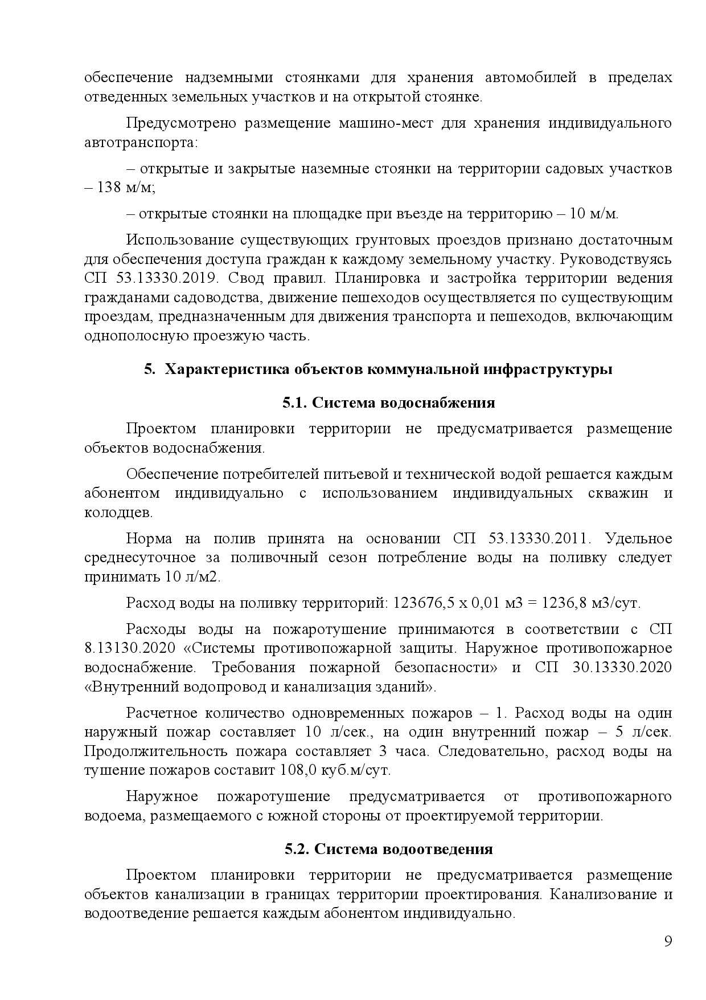 обеспечение надземными стоянками для хранения автомобилей в пределах
отведенных земельных участков и на открытой стоянке.
Предусмотрено размещение машино-мест для хранения индивидуального
автотранспорта:
– открытые и закрытые наземные стоянки на территории садовых участков
– 138 м/м;
– открытые стоянки на площадке при въезде на территорию – 10 м/м.
Использование существующих грунтовых проездов признано достаточным
для обеспечения доступа граждан к каждому земельному участку. Руководствуясь
СП 53.13330.2019. Свод правил. Планировка и застройка территории ведения
гражданами садоводства, движение пешеходов осуществляется по существующим
проездам, предназначенным для движения транспорта и пешеходов, включающим
однополосную проезжую часть.
5. Характеристика объектов коммунальной инфраструктуры
5.1. Система водоснабжения
Проектом планировки территории не предусматривается размещение
объектов водоснабжения.
Обеспечение потребителей питьевой и технической водой решается каждым
абонентом индивидуально с использованием индивидуальных скважин и
колодцев.
Норма на полив принята на основании СП 53.13330.2011. Удельное
среднесуточное за поливочный сезон потребление воды на поливку следует
принимать 10 л/м2.
Расход воды на поливку территорий: 123676,5 х 0,01 м3 = 1236,8 м3/сут.
Расходы воды на пожаротушение принимаются в соответствии с СП
8.13130.2020 «Системы противопожарной защиты. Наружное противопожарное
водоснабжение. Требования пожарной безопасности» и СП 30.13330.2020
«Внутренний водопровод и канализация зданий».
Расчетное количество одновременных пожаров – 1. Расход воды на один
наружный пожар составляет 10 л/сек., на один внутренний пожар – 5 л/сек.
Продолжительность пожара составляет 3 часа. Следовательно, расход воды на
тушение пожаров составит 108,0 куб.м/сут.
Наружное пожаротушение предусматривается от противопожарного
водоема, размещаемого с южной стороны от проектируемой территории.
5.2. Система водоотведения
Проектом планировки территории не предусматривается размещение
объектов канализации в границах территории проектирования. Канализование и
водоотведение решается каждым абонентом индивидуально.
9